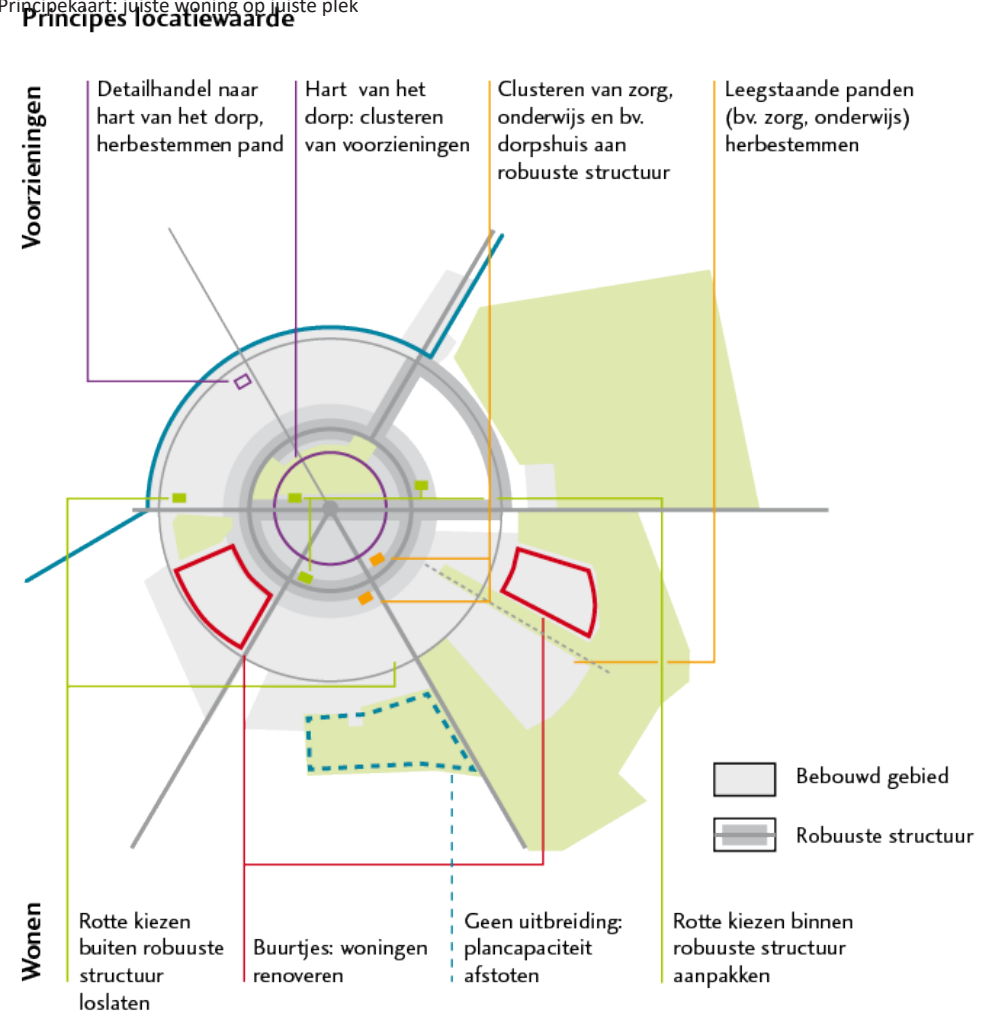 Principekaart: juiste woning op juiste plek
Principes locatiewaarde
Voorzieningen
Detailhandel naar
hart van het dorp,
herbestemmen pand
Hart van het
dorp: clusteren
van voorzieningen
Clusteren van zorg,
onderwijs en bv.
dorpshuis aan
robuuste structuur
Leegstaande panden
(bv. zorg, onderwijs)
herbestemmen
Bebouwd gebied
Robuuste structuur
Wonen
Rotte kiezen
buiten robuuste
structuur
loslaten
Buurtjes: woningen
renoveren
Geen uitbreiding:
plancapaciteit
afstoten
Rotte kiezen binnen
robuuste structuur
aanpakken